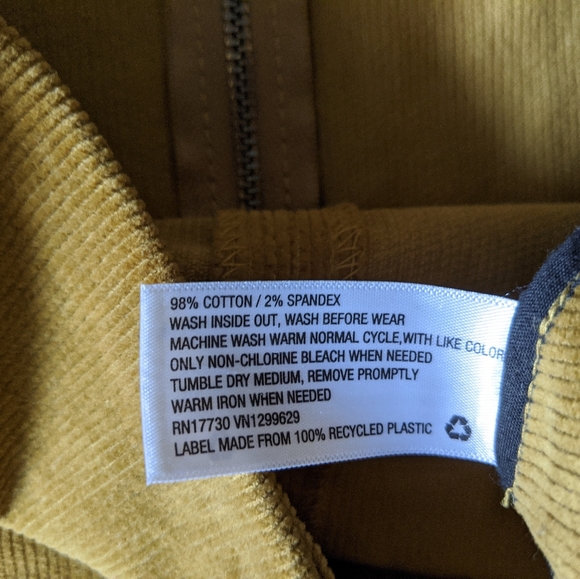 98% COTTON / 2% SPANDEX
WASH INSIDE OUT, WASH BEFORE WEAR
MACHINE WASH WARM NORMAL CYCLE,WITH LIKE COLOR
ONLY NON-CHLORINE BLEACH WHEN NEEDED
TUMBLE DRY MEDIUM, REMOVE PROMPTLY
WARM IRON WHEN NEEDED
RN17730 VN1299629
LABEL MADE FROM 100% RECYCLED PLASTIC